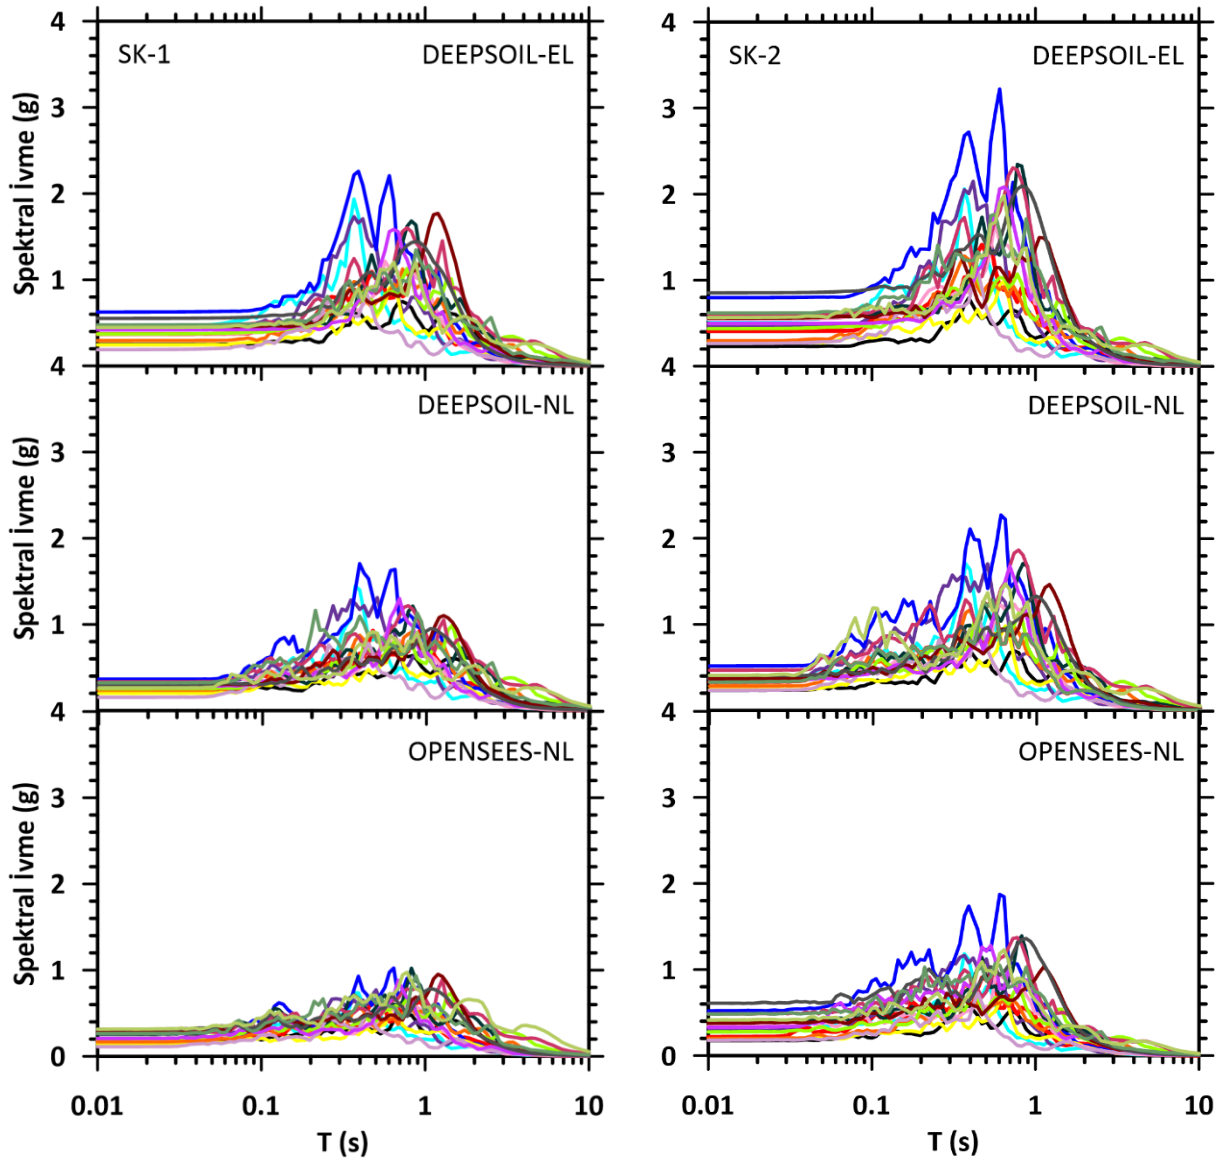 4
SK-1 DEEPSOIL-EL
3
2
1
Spektral ivme (g)
4
SK-2 DEEPSOIL-EL
3
2
1
4
DEEPSOIL-NL
3
2
1
Spektral ivme (g)
4
DEEPSOIL-NL
3
2
1
4
OPENSEES-NL
3
2
1
0
Spektral ivme (g)
0.01 0.1 1 10
T (s)
4
OPENSEES-NL
3
2
1
0
0.01 0.1 1 10
T (s)